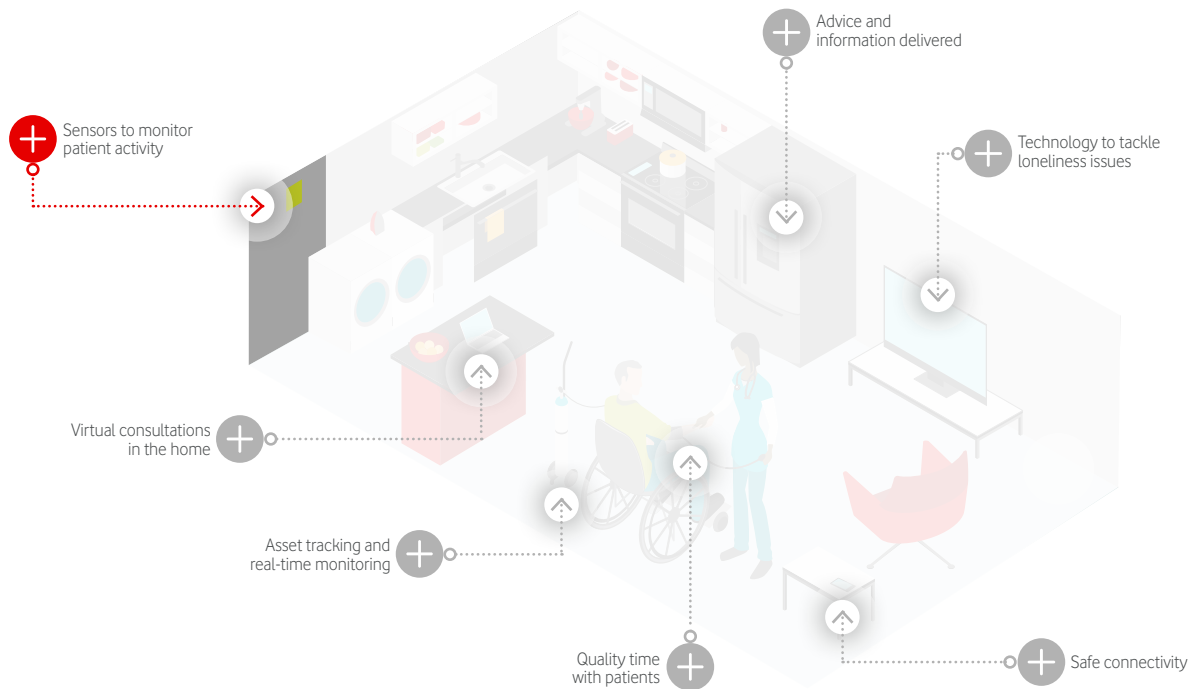 Advice and
information delivered
Sensors to monitor
patient activity
Technology to tackle
loneliness issues
Virtual consultations
in the home
Asset tracking and
real-time monitoring
Quality time
with patients
Safe connectivity